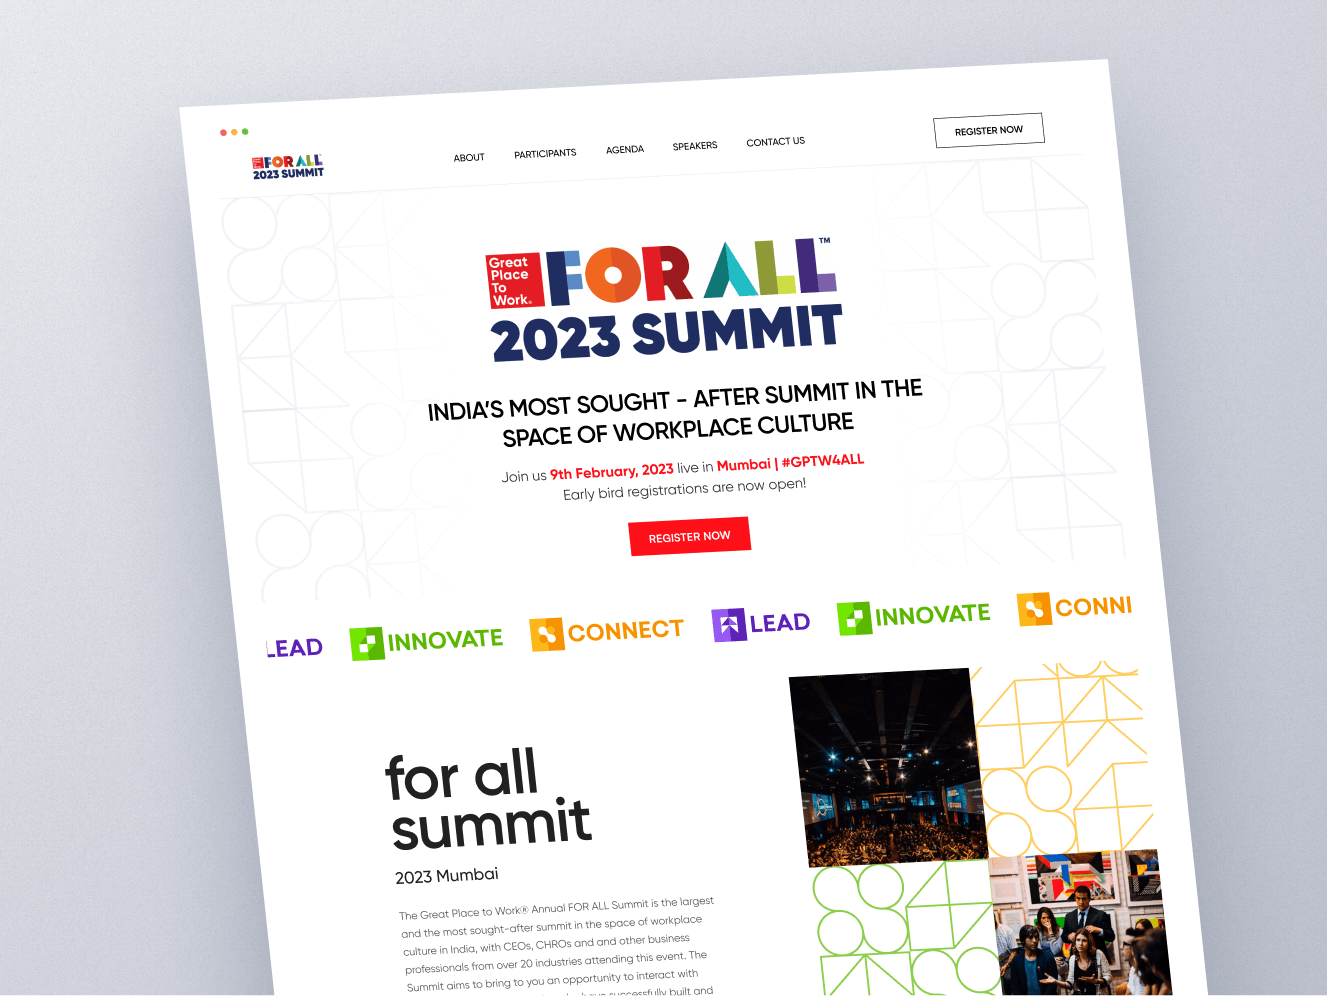 FOR ALL
2023 SUMMIT
ABOUT
PARTICIPANTS
AGENDA
SPEAKERS
CONTACT US
REGISTER NOW
Great
Place
To
Work®
FOR ALL™
2023 SUMMIT
INDIA'S MOST SOUGHT - AFTER SUMMIT IN THE
SPACE OF WORKPLACE CULTURE
Join us 9th February, 2023 live in Mumbai | #GPTW4ALL
Early bird registrations are now open!
REGISTER NOW
LEAD
INNOVATE
CONNECT
LEAD
INNOVATE
CONN
for all
summit
2023 Mumbai
The Great Place to Work® Annual FOR ALL Summit is the largest
and the most sought-after summit in the space of workplace
culture in India, with CEOs, CHROs and and other business
professionals from over 20 industries attending this event. The
Summit aims to bring to you an opportunity to interact with
successfully built and